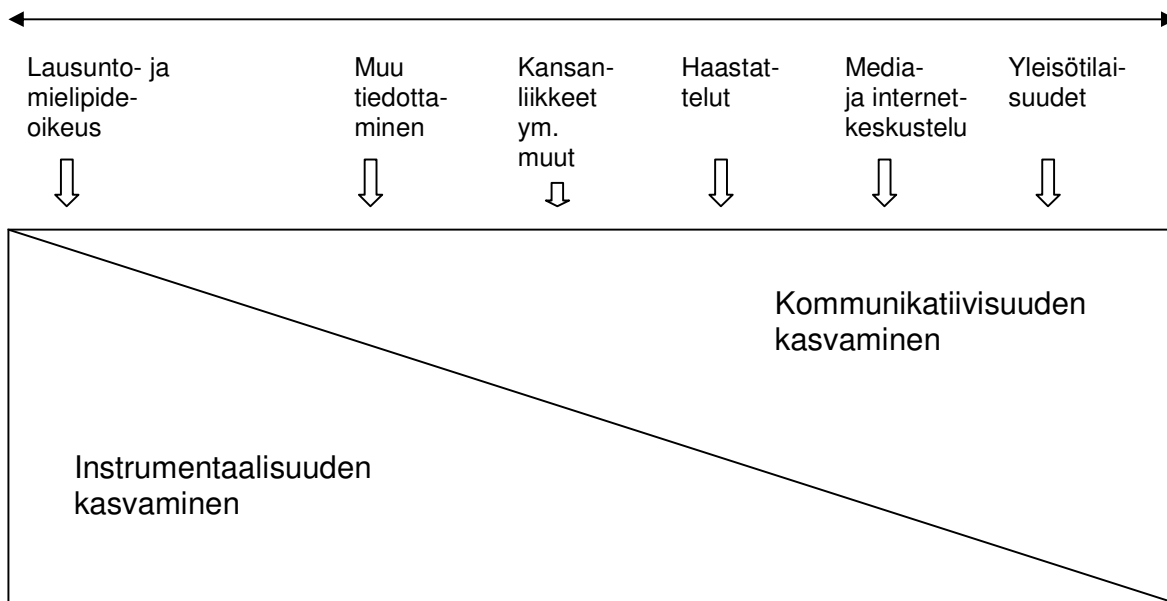 Lausunto- ja
mielipide-
oikeus
Muu
tiedotta-
minen
Kansan-
liikkeet
ym.
muut
Haastat-
telut
Media-
ja internet-
keskustelu
Yleisötilai-
suudet
Kommunikatiivisuuden
kasvaminen
Instrumentaalisuuden
kasvaminen